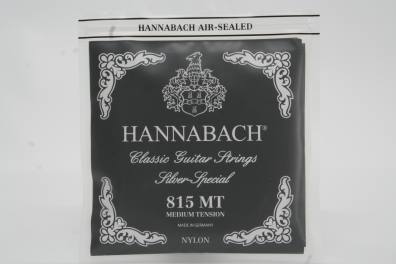 HANNABACH AIR-SEALED
HANNABACH®
Classic Guitar Strings
Silver-Special
815 MT
MEDIUM TENSION
MADE IN GERMANY
NYLON